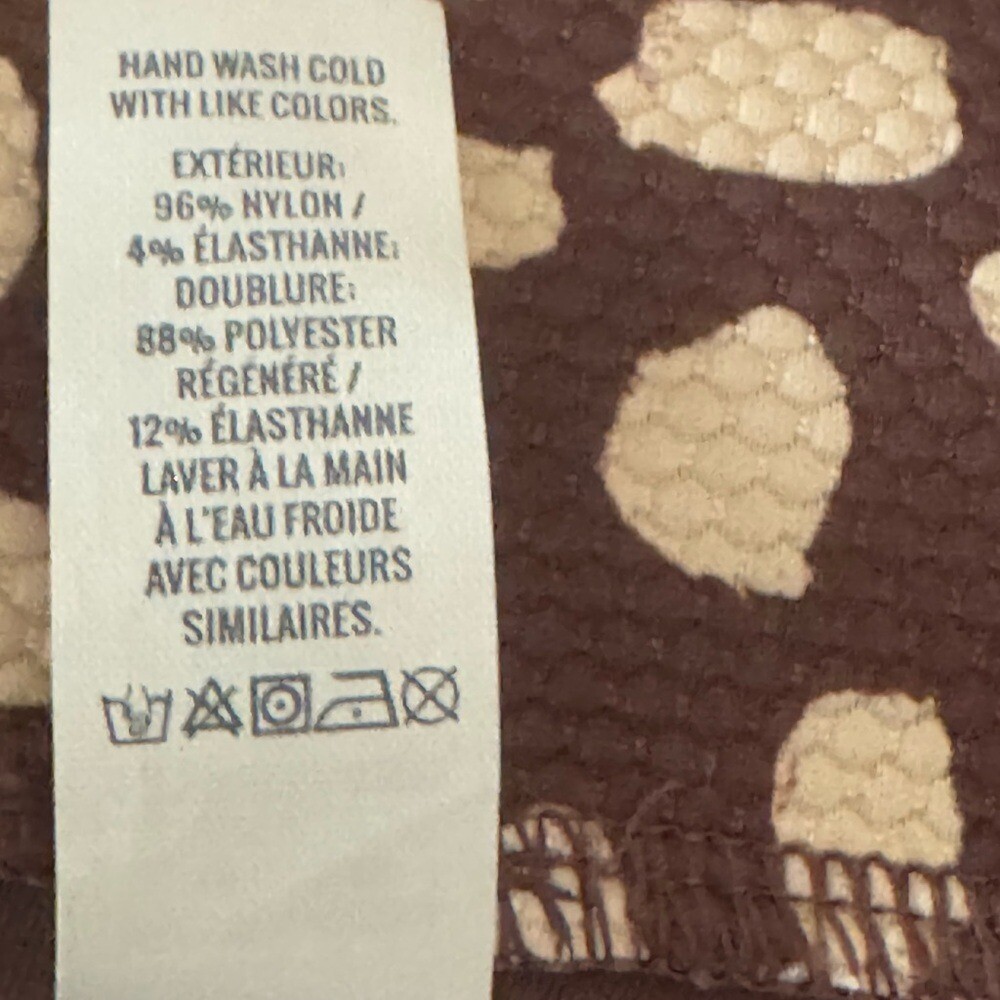 HAND WASH COLD
WITH LIKE COLORS.
EXTÉRIEUR:
96% NYLON /
4% ÉLASTHANNE;
DOUBLURE:
88% POLYESTER
RÉGÉNÉRÉ /
12% ÉLASTHANNE
LAVER À LA MAIN
À L'EAU FROIDE
AVEC COULEURS
SIMILAIRES.